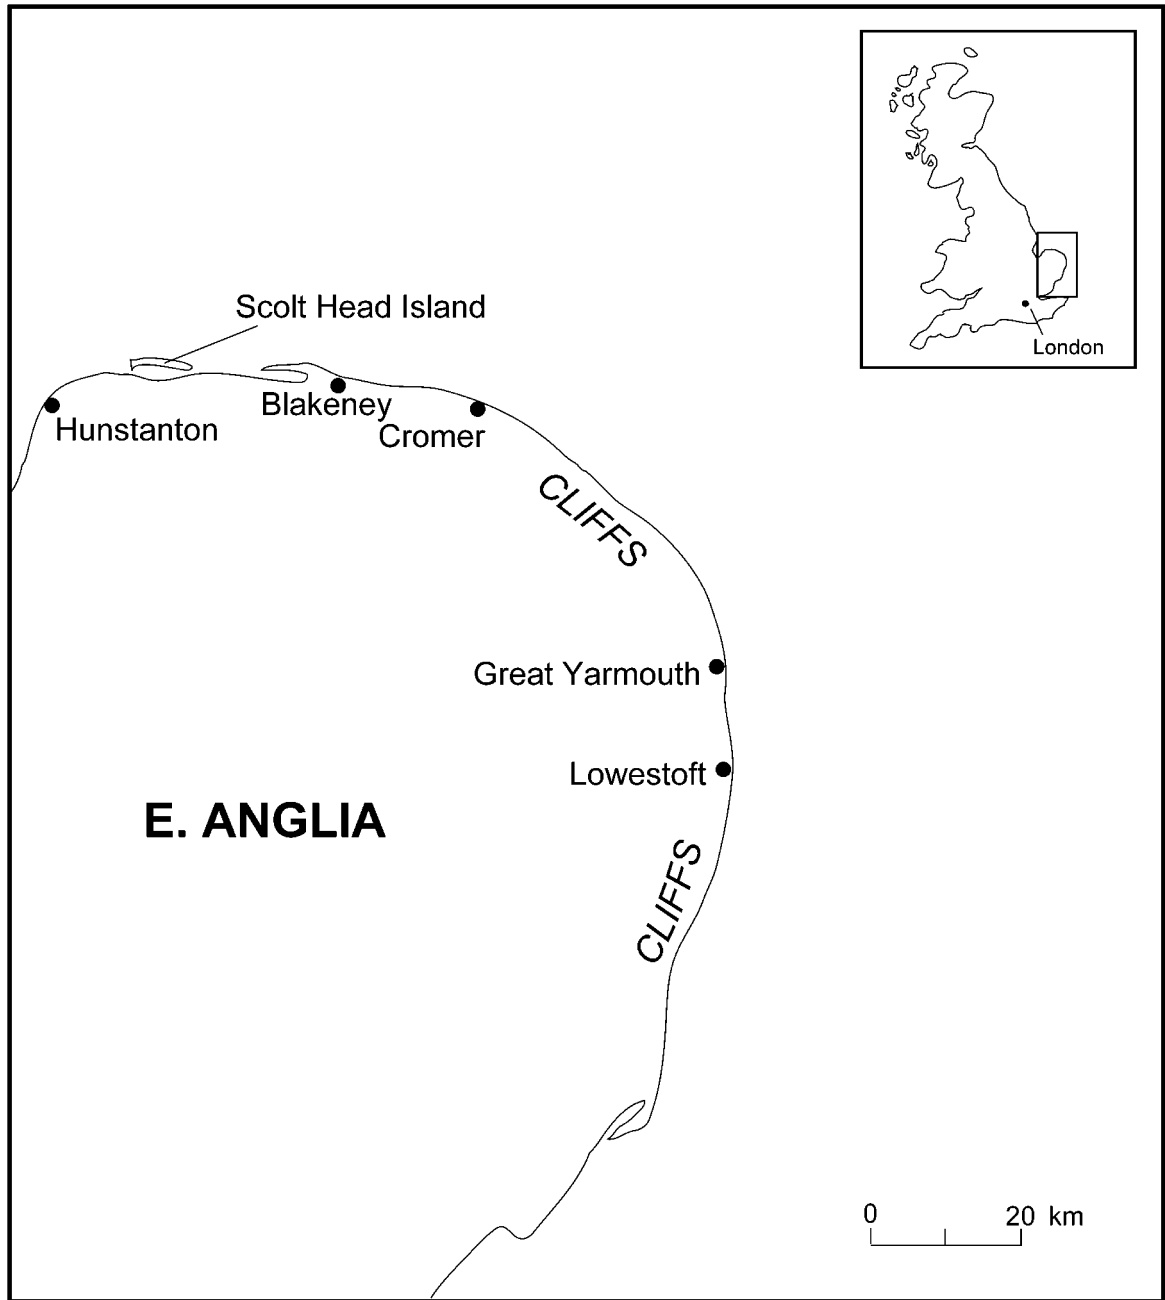 London
Scolt Head Island
Blakeney
Hunstanton
Cromer
CLIFFS
Great Yarmouth
Lowestoft
E. ANGLIA
CLIFFS
0 20 km